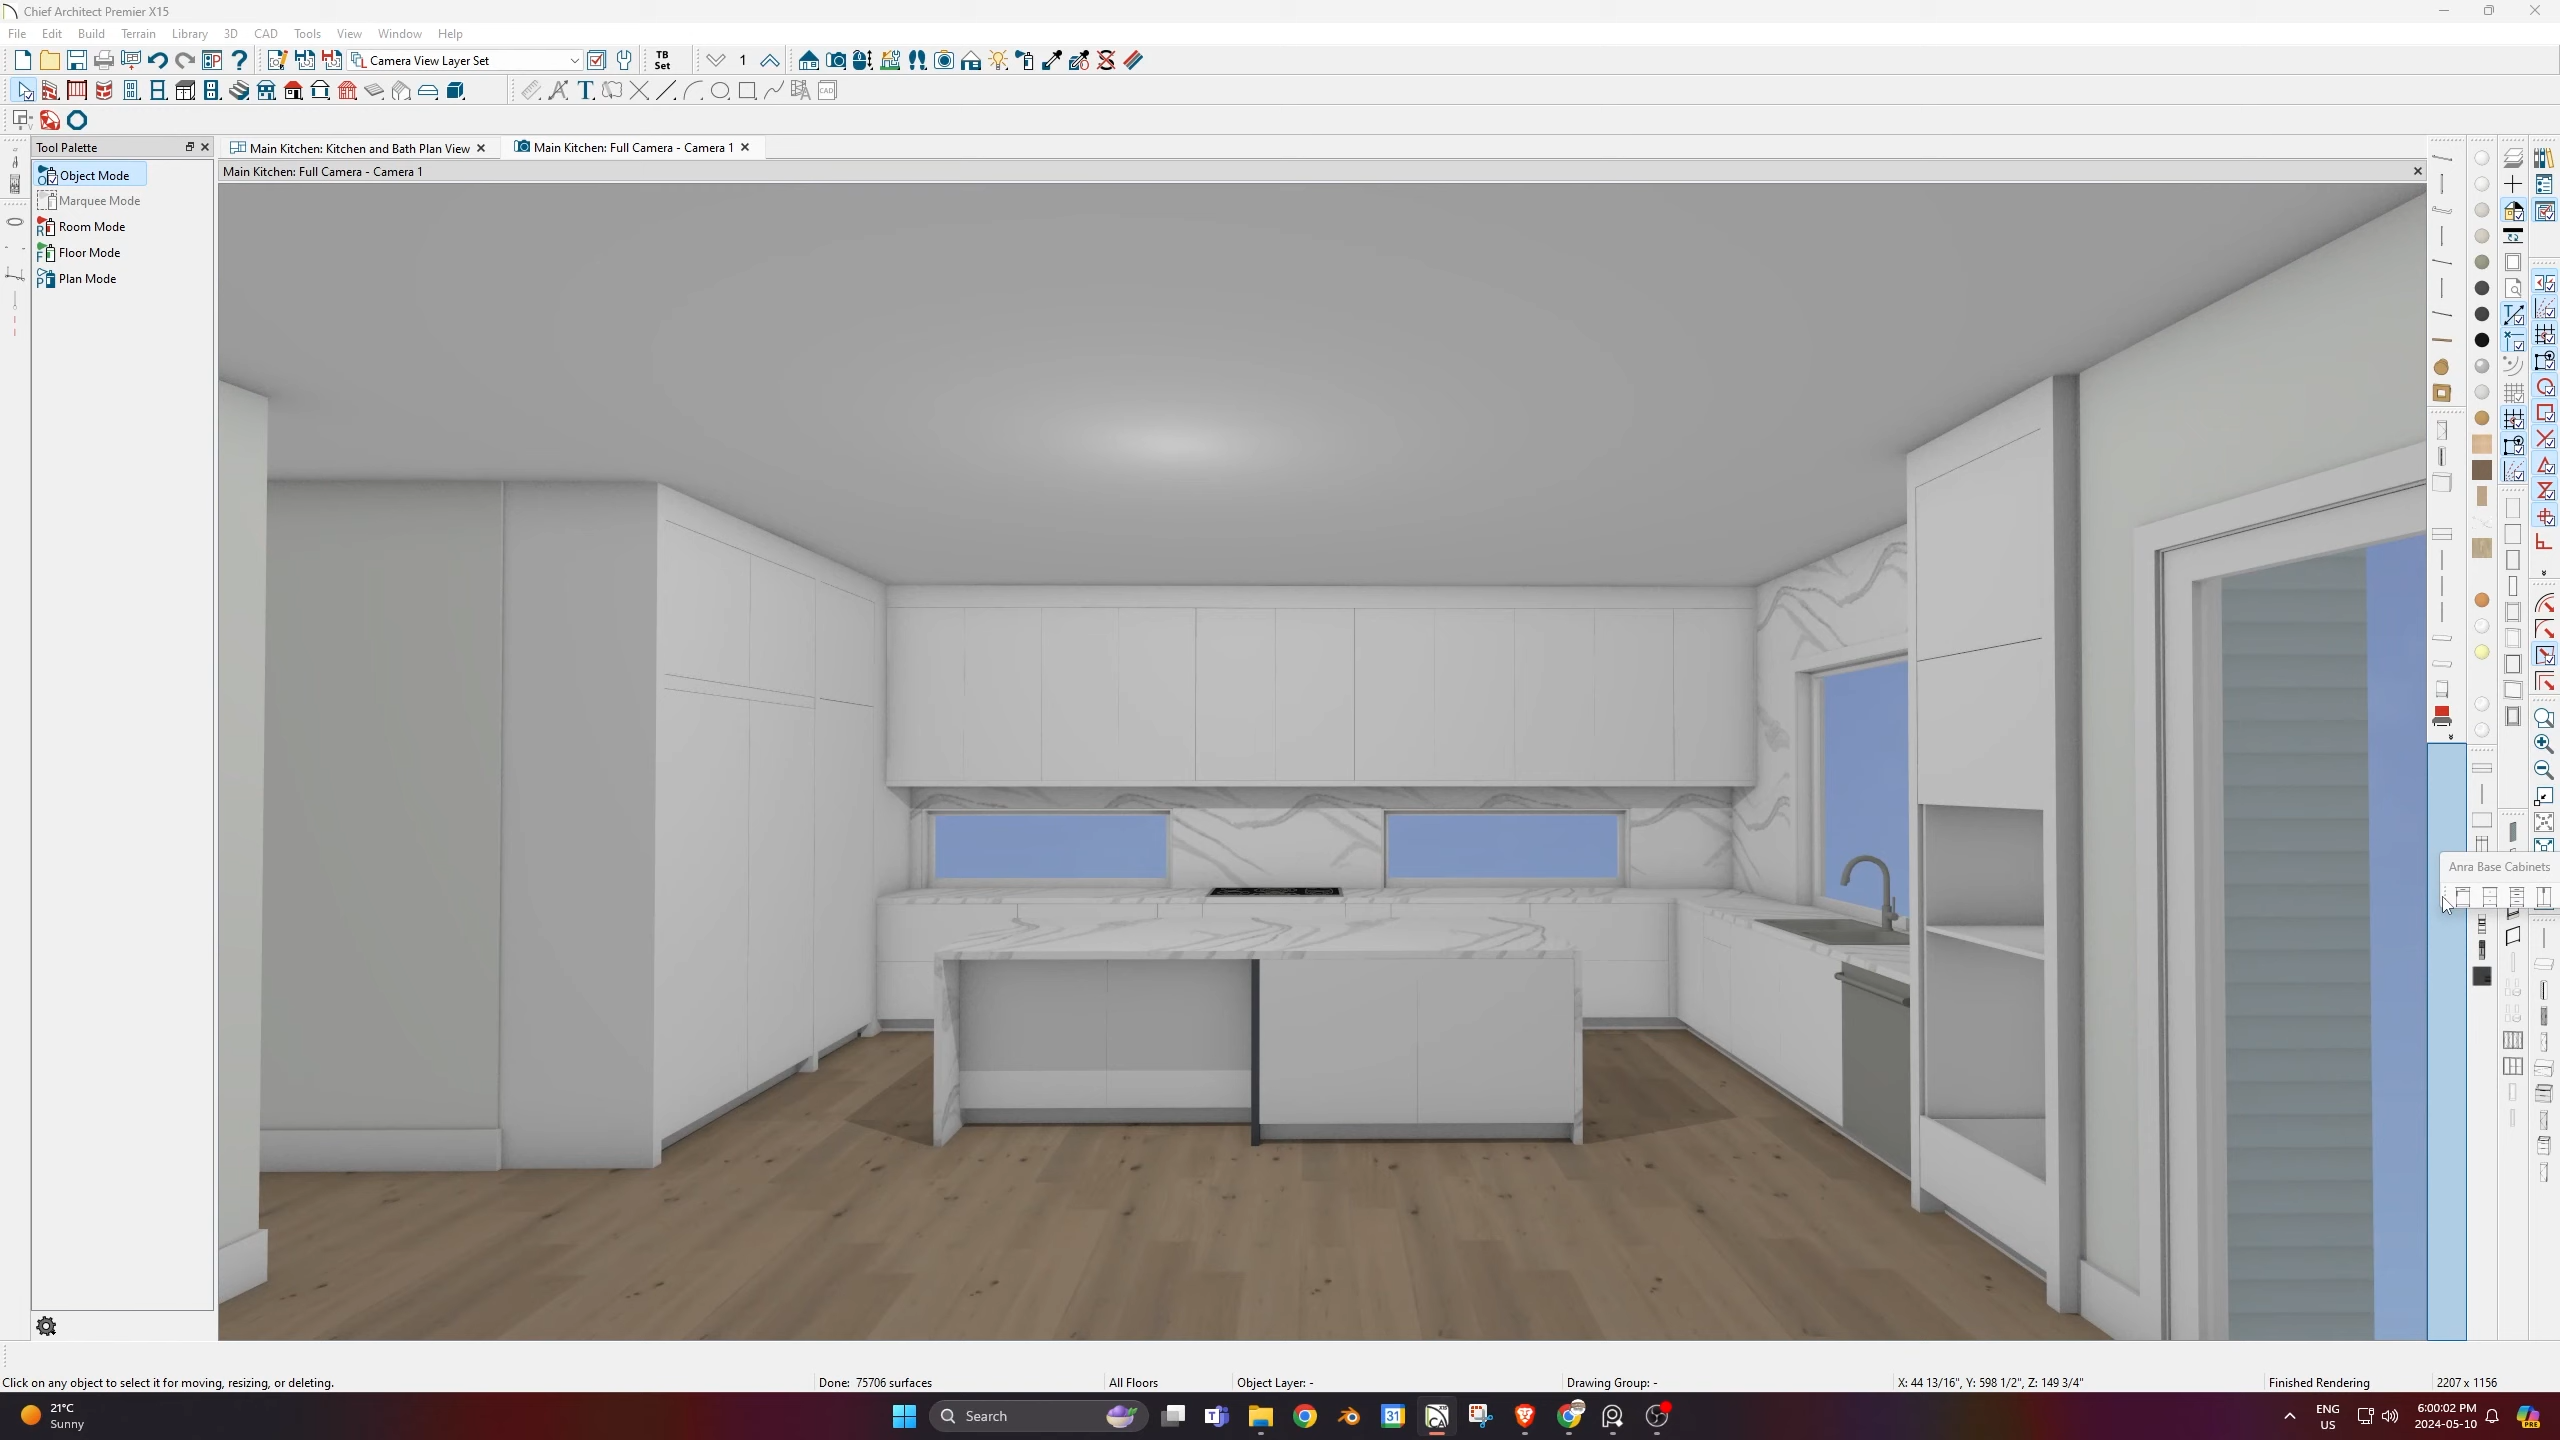 Chief Architect Premier X15
File Edit Build Terrain Library 3D CAD Tools View Window Help
Camera View Layer Set
TB
Set
1
CAD
Tool Palette
Main Kitchen: Kitchen and Bath Plan View
Main Kitchen: Full Camera - Camera 1
Main Kitchen: Full Camera - Camera 1
Object Mode
Marquee Mode
Room Mode
Floor Mode
Plan Mode
Anra Base Cabinets
Click on any object to select it for moving, resizing, or deleting.
Done: 75706 surfaces
All Floors
Object Layer: -
Drawing Group: -
X: 44 13/16", Y: 598 1/2", Z: 149 3/4"
Finished Rendering
2207 x 1156
21°C
Sunny
Search
31
ENG
US
6:00:02 PM
2024-05-10